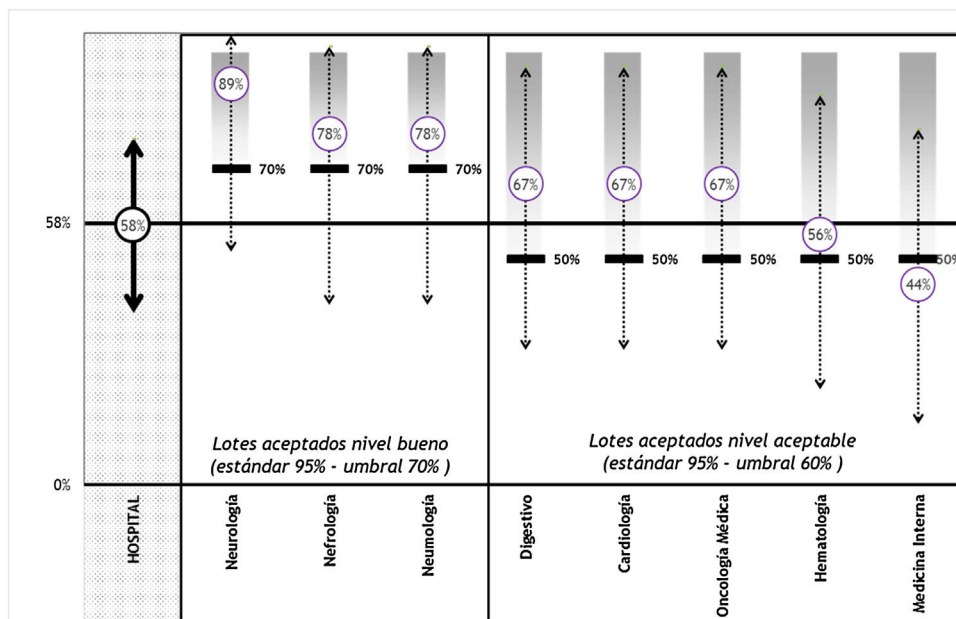 89%
78%
78%
67%
67%
67%
70%
70%
70%
58%
58%
56%
50%
50%
50%
50%
50%
44%
Lotes aceptados nivel bueno
(estándar 95% - umbral 70% )
Lotes aceptados nivel aceptable
(estándar 95% - umbral 60% )
0%
HOSPITAL
Neurología
Nefrología
Neumología
Digestivo
Cardiología
Oncología Médica
Hematología
Medicina Interna